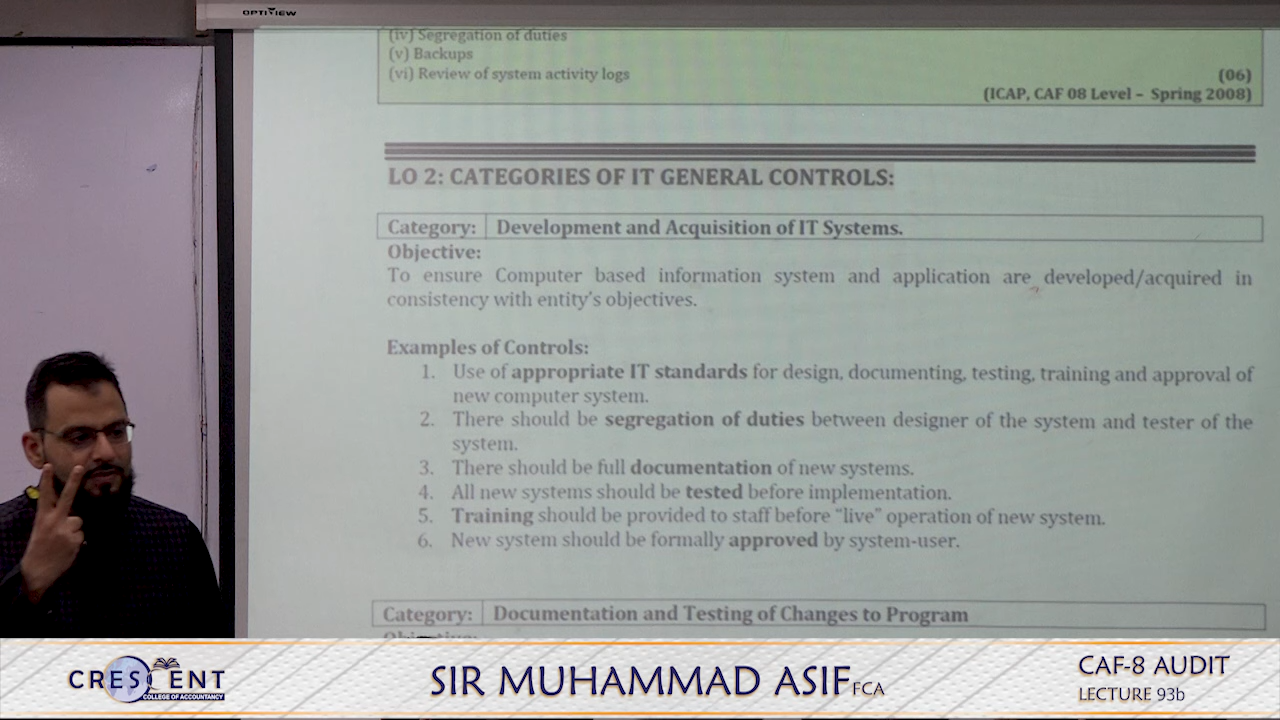 OPTIVIEW
(iv) Segregation of duties
(v) Backups
(vi) Review of system activity logs
(06)
(ICAP, CAF 08 Level – Spring 2008)
LO 2: CATEGORIES OF IT GENERAL CONTROLS:
Category: Development and Acquisition of IT Systems.
Objective:
To ensure Computer based information system and application are developed/acquired in
consistency with entity's objectives.
Examples of Controls:
1. Use of appropriate IT standards for design, documenting, testing, training and approval of
new computer system.
2. There should be segregation of duties between designer of the system and tester of the
system.
3. There should be full documentation of new systems.
4. All new systems should be tested before implementation.
5. Training should be provided to staff before "live" operation of new system.
6. New system should be formally approved by system-user.
Category: Documentation and Testing of Changes to Program
Objective:
CRESCENT
COLLEGE OF ACCOUNTANCY
SIR MUHAMMAD ASIF FCA
CAF-8 AUDIT
LECTURE 93b